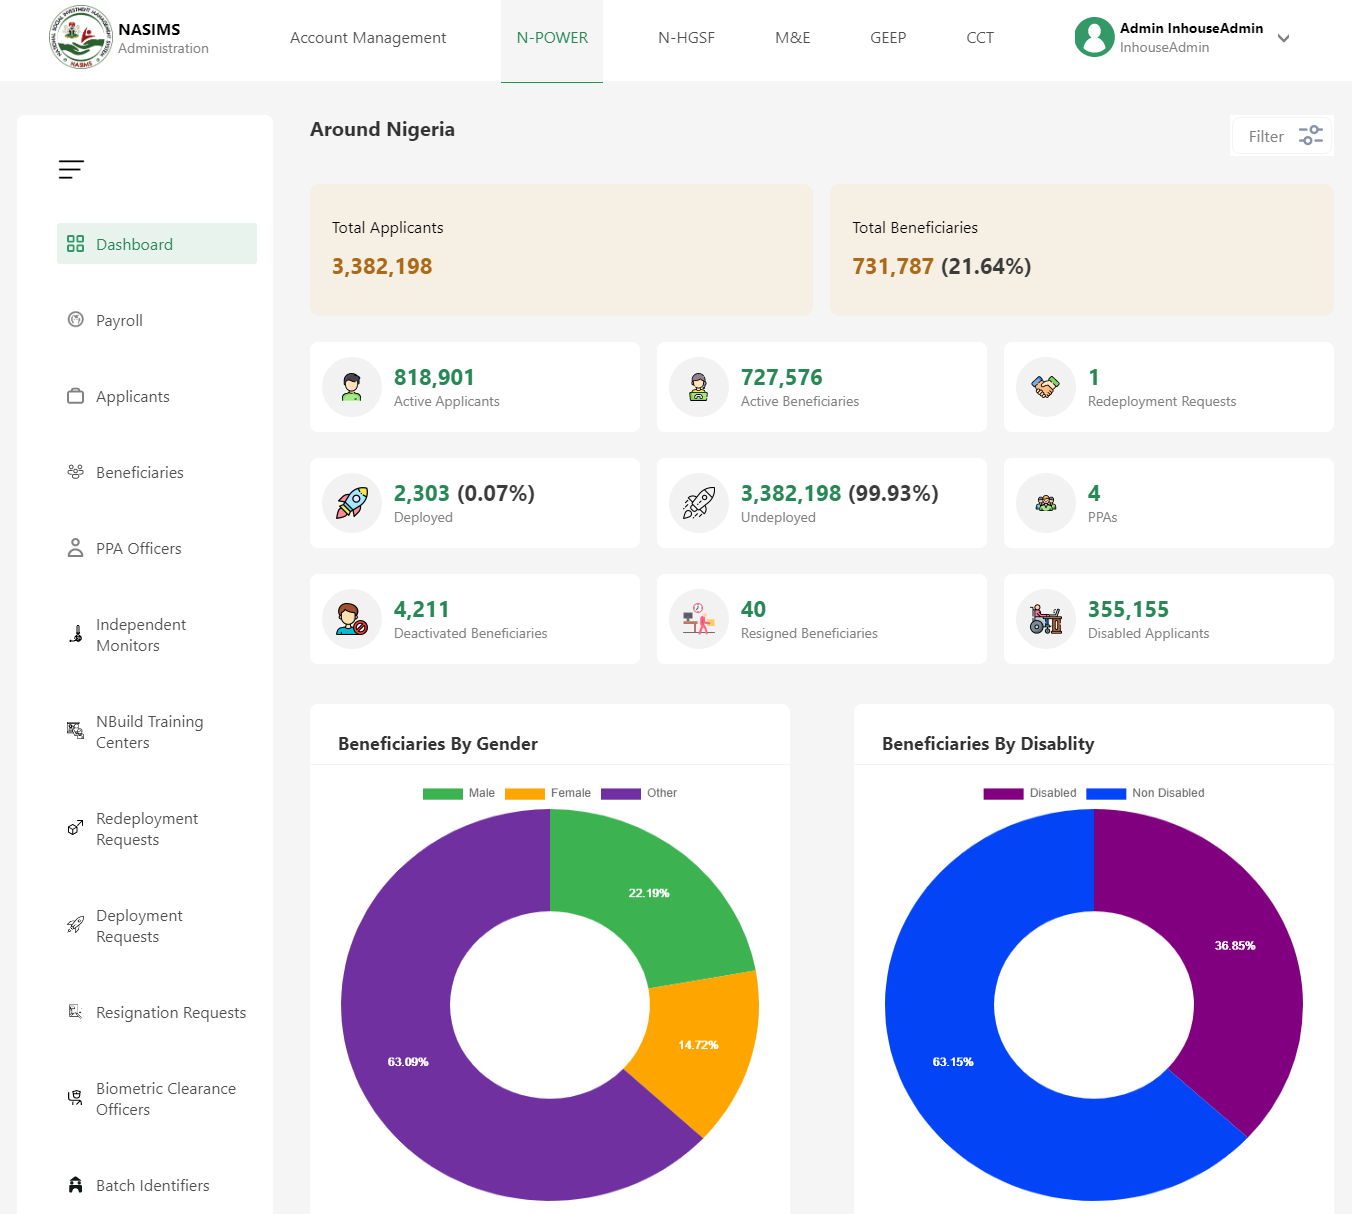 NASIMS
Administration
Account Management
N-POWER
N-HGSF
M&E
GEEP
CCT
Admin InhouseAdmin
InhouseAdmin
Dashboard
Payroll
Applicants
Beneficiaries
PPA Officers
Independent
Monitors
NBuild Training
Centers
Redeployment
Requests
Deployment
Requests
Resignation Requests
Biometric Clearance
Officers
Batch Identifiers
Around Nigeria
Filter
Total Applicants
3,382,198
Total Beneficiaries
731,787 (21.64%)
818,901
Active Applicants
727,576
Active Beneficiaries
1
Redeployment Requests
2,303 (0.07%)
Deployed
3,382,198 (99.93%)
Undeployed
4
PPAs
4,211
Deactivated Beneficiaries
40
Resigned Beneficiaries
355,155
Disabled Applicants
Beneficiaries By Gender
Male Female Other
22.19%
14.72%
63.09%
Beneficiaries By Disablity
Disabled Non Disabled
36.85%
63.15%